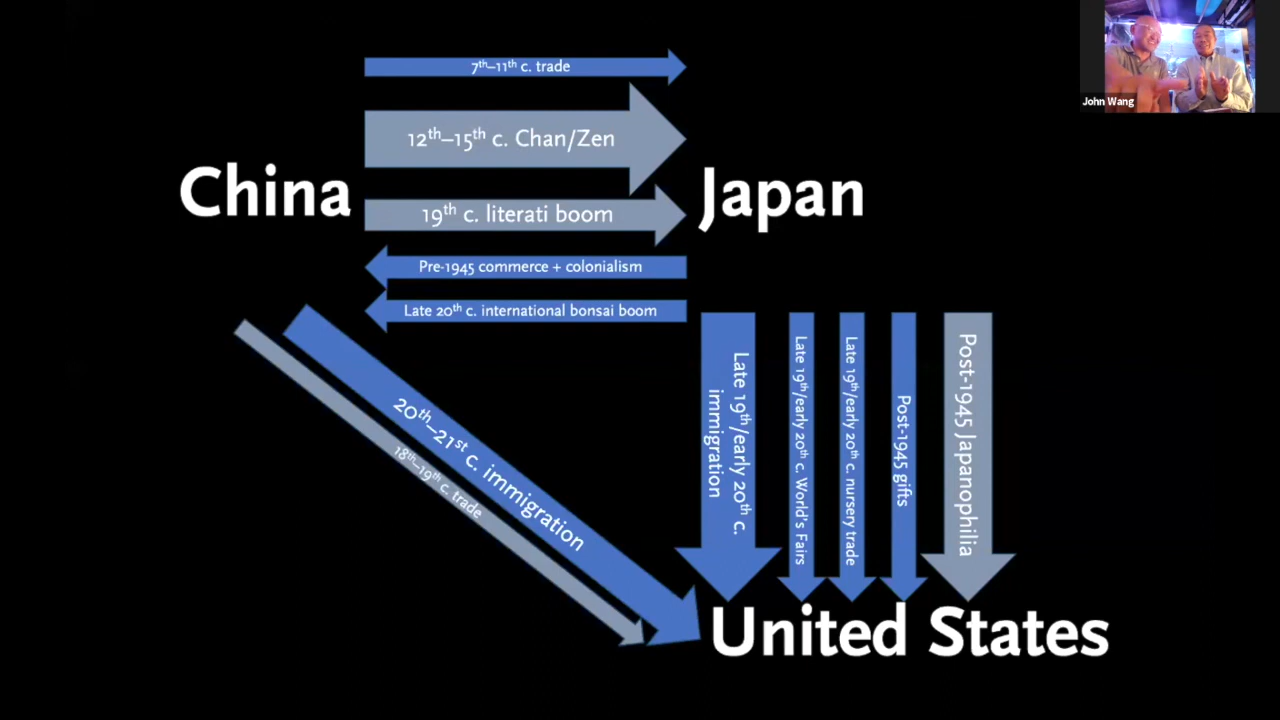 John Wang
7th–11th c. trade
12th–15th c. Chan/Zen
China
Japan
19th c. literati boom
Pre-1945 commerce + colonialism
Late 20th c. international bonsai boom
20th–21st c. immigration
18th–19th c. trade
Late 19th/early 20th c.
immigration
Late 19th/early 20th c. World's Fairs
Late 19th/early 20th c. nursery trade
Post-1945 gifts
Post-1945 Japanophilia
United States